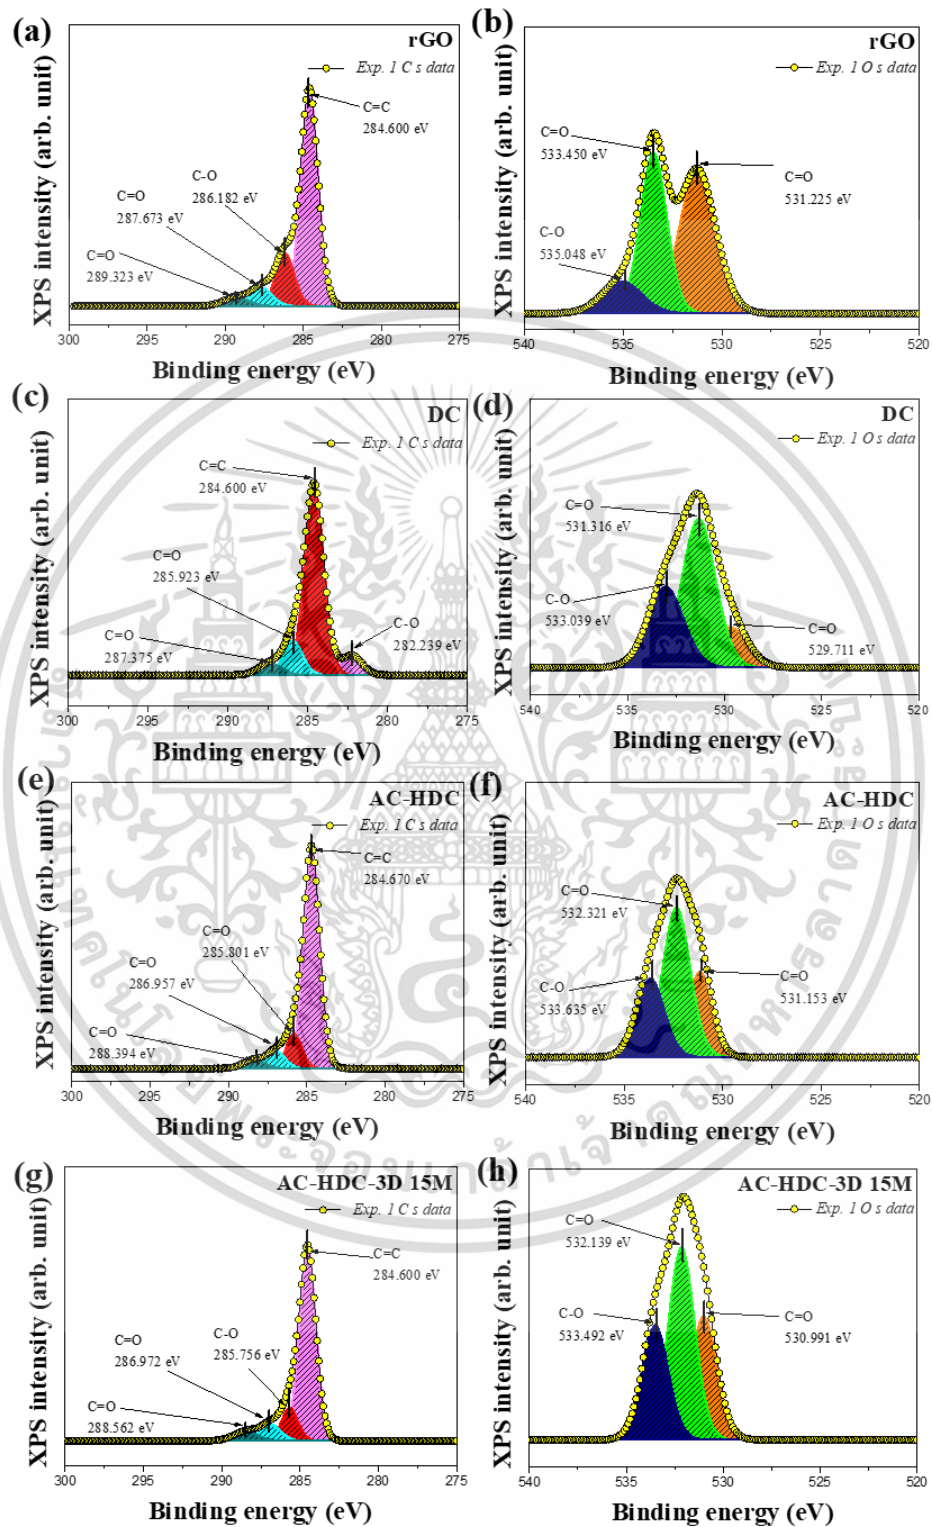 (a)
rGO
Exp. 1 C s data
C=C
284.600 eV
C-O
286.182 eV
C=O
287.673 eV
C=O
289.323 eV
XPS intensity (arb. unit)
300 295 290 285 280 275
Binding energy (eV)
(b)
rGO
Exp. 1 O s data
C=O
533.450 eV
C=O
531.225 eV
C-O
535.048 eV
XPS intensity (arb. unit)
540 535 530 525 520
Binding energy (eV)
(c)
DC
Exp. 1 C s data
C=C
284.600 eV
C=O
285.923 eV
C=O
287.375 eV
C-O
282.239 eV
XPS intensity (arb. unit)
300 295 290 285 280 275
Binding energy (eV)
(d)
DC
Exp. 1 O s data
C=O
531.316 eV
C-O
533.039 eV
C=O
529.711 eV
XPS intensity (arb. unit)
540 535 530 525 520
Binding energy (eV)
(e)
AC-HDC
Exp. 1 C s data
C=C
284.670 eV
C=O
285.801 eV
C=O
286.957 eV
C=O
288.394 eV
XPS intensity (arb. unit)
300 295 290 285 280 275
Binding energy (eV)
(f)
AC-HDC
Exp. 1 O s data
C=O
532.321 eV
C-O
533.635 eV
C=O
531.153 eV
XPS intensity (arb. unit)
540 535 530 525 520
Binding energy (eV)
(g)
AC-HDC-3D 15M
Exp. 1 C s data
C=C
284.600 eV
C=O
286.972 eV
C-O
285.756 eV
C=O
288.562 eV
XPS intensity (arb. unit)
300 295 290 285 280 275
Binding energy (eV)
(h)
AC-HDC-3D 15M
Exp. 1 O s data
C=O
532.139 eV
C-O
533.492 eV
C=O
530.991 eV
XPS intensity (arb. unit)
540 535 530 525 520
Binding energy (eV)